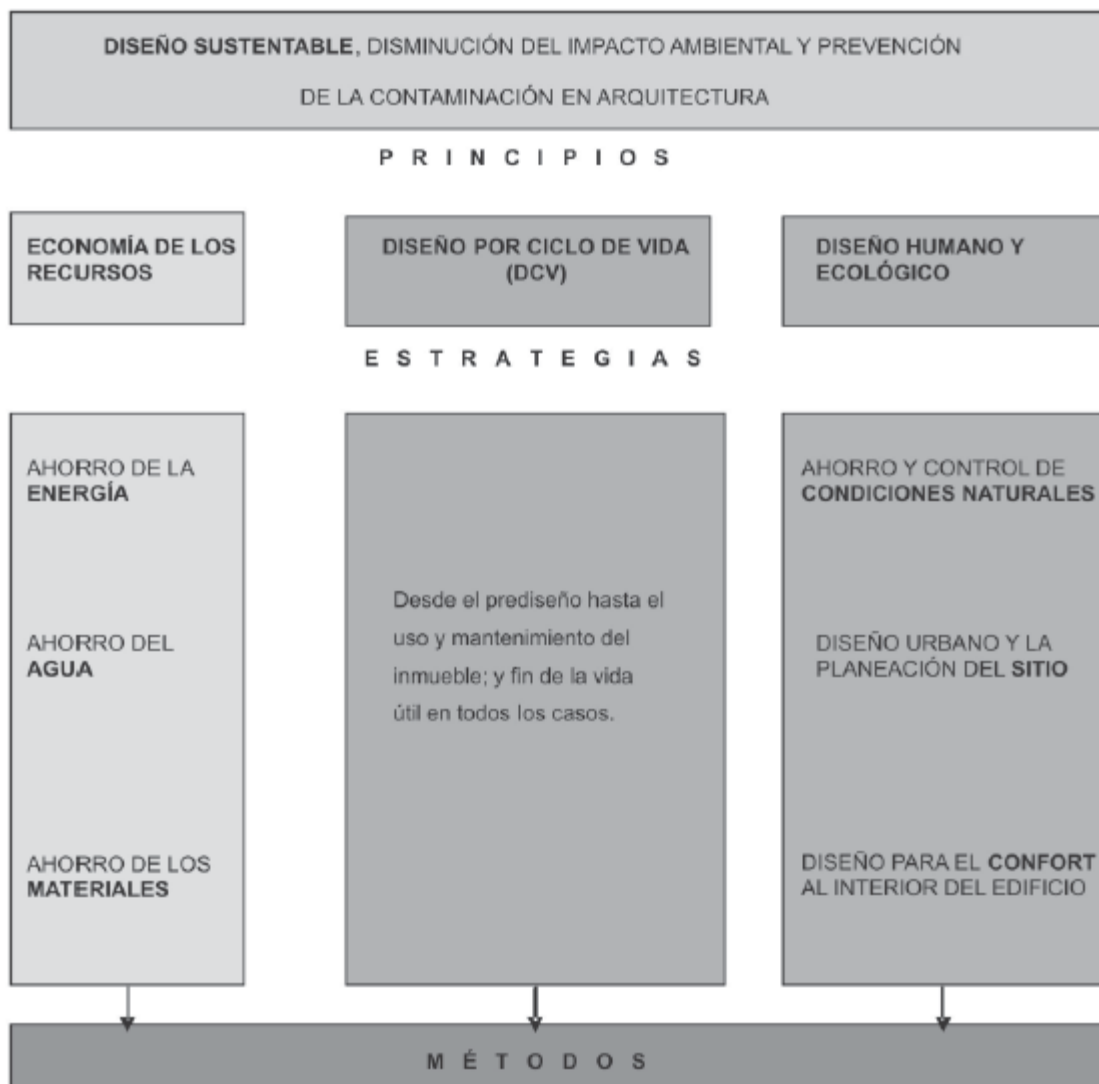 DISEÑO SUSTENTABLE, DISMINUCIÓN DEL IMPACTO AMBIENTAL Y PREVENCIÓN
DE LA CONTAMINACIÓN EN ARQUITECTURA
PRINCIPIOS
ECONOMÍA DE LOS
RECURSOS
DISEÑO POR CICLO DE VIDA
(DCV)
DISEÑO HUMANO Y
ECOLÓGICO
ESTRATEGIAS
AHORRO DE LA
ENERGÍA
AHORRO DEL
AGUA
AHORRO DE LOS
MATERIALES
Desde el prediseño hasta el
uso y mantenimiento del
inmueble; y fin de la vida
útil en todos los casos.
AHORRO Y CONTROL DE
CONDICIONES NATURALES
DISEÑO URBANO Y LA
PLANEACIÓN DEL SITIO
DISEÑO PARA EL CONFORT
AL INTERIOR DEL EDIFICIO
MÉTODOS